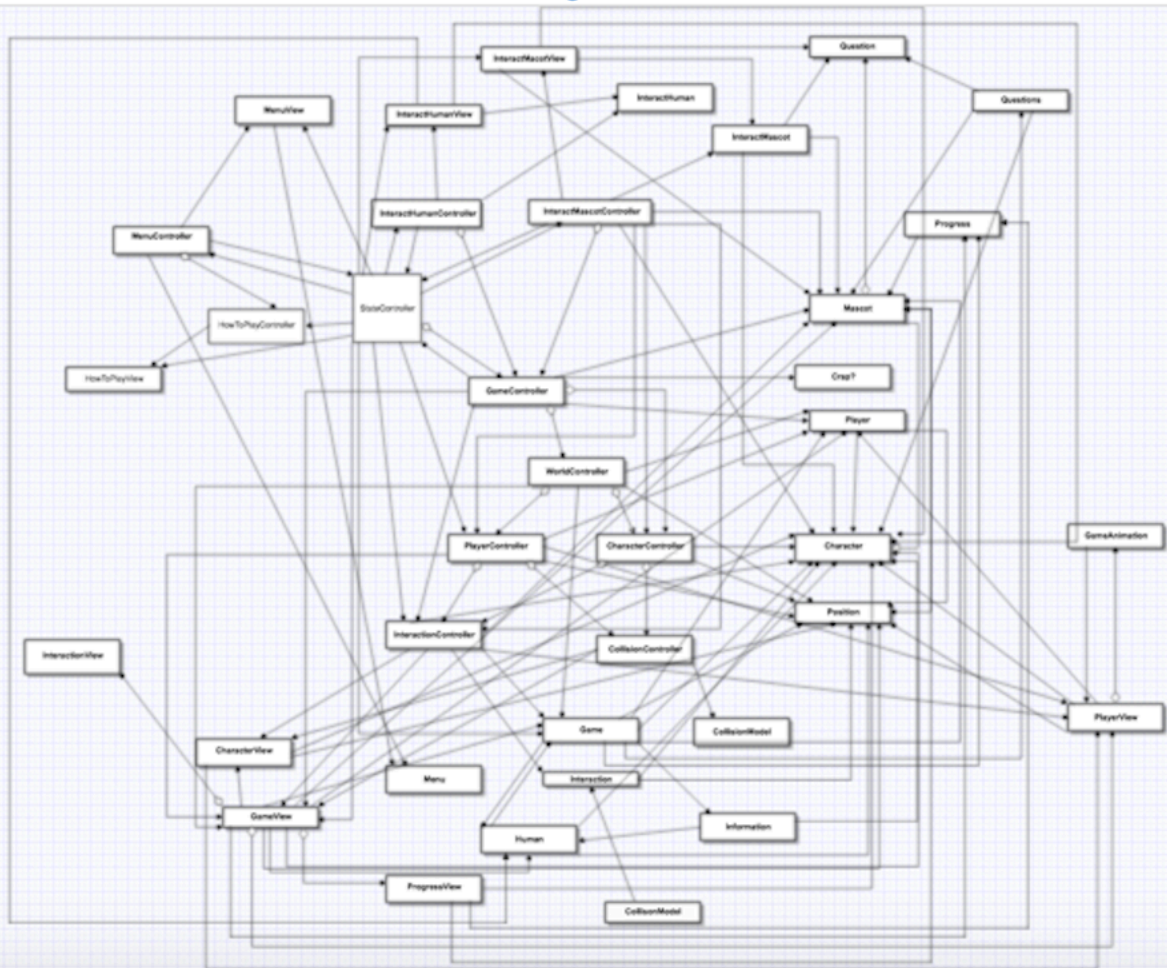 InteractMacotView
Question
MenuView
InteractHumanView
InteractHuman
Questions
InteractMascot
InteractHumanController
InteractMascotController
MenuController
Progress
StateController
Mascot
HowToPlayController
HowToPlayView
GameController
Crap?
Player
WorldController
PlayerController
CharacterController
Character
GameAnimation
Position
InteractionController
InteractionView
CollisionController
CharacterView
Game
CollisionModel
PlayerView
Menu
Interaction
GameView
Human
Information
ProgressView
CollisonModel